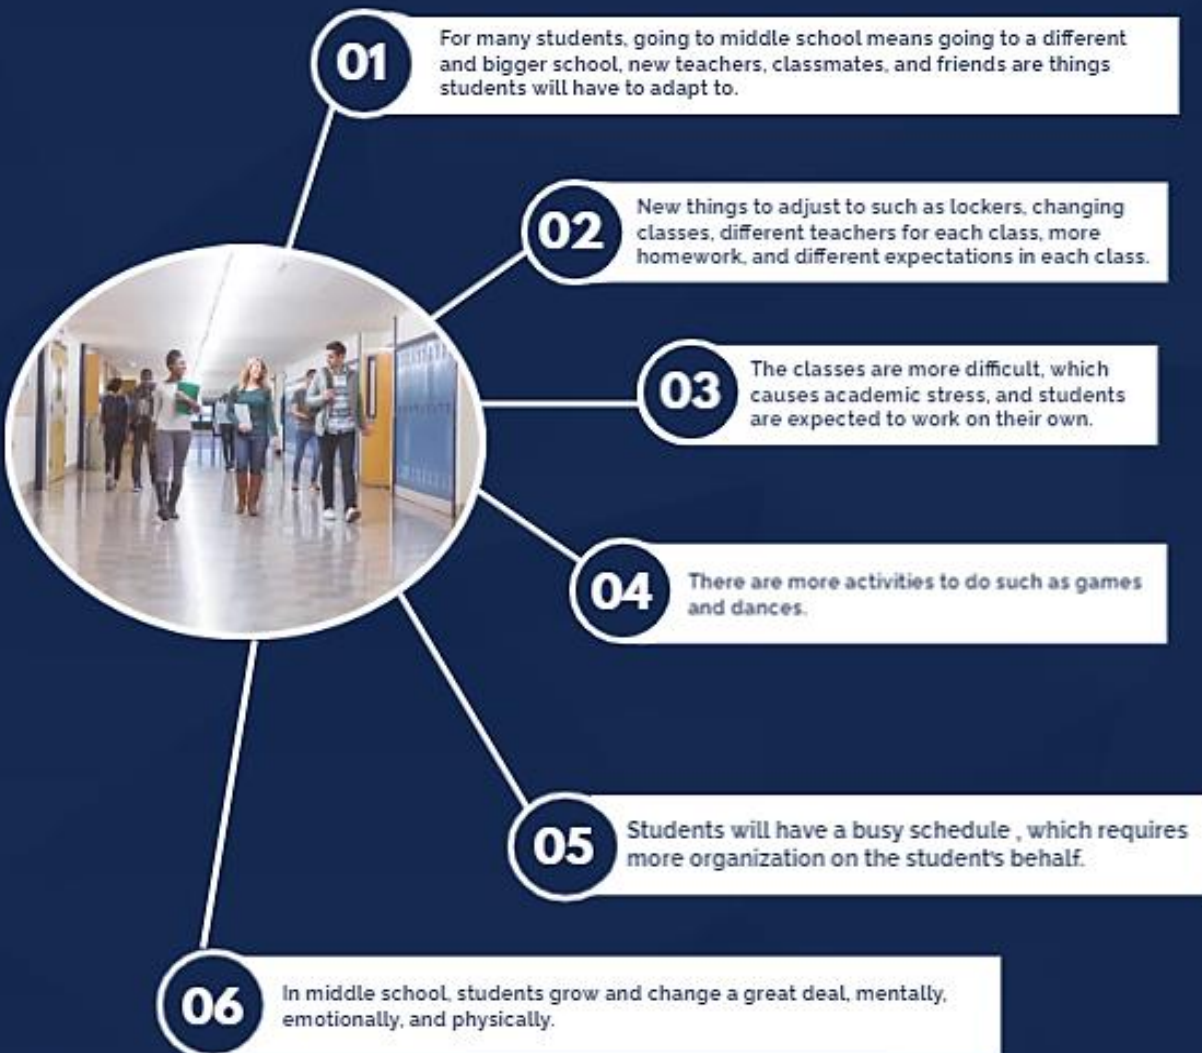 01
For many students, going to middle school means going to a different
and bigger school, new teachers, classmates, and friends are things
students will have to adapt to.
02
New things to adjust to such as lockers, changing
classes, different teachers for each class, more
homework, and different expectations in each class.
03
The classes are more difficult, which
causes academic stress, and students
are expected to work on their own.
04
There are more activities to do such as games
and dances.
05
Students will have a busy schedule , which requires
more organization on the student's behalf.
06
In middle school, students grow and change a great deal, mentally,
emotionally, and physically.